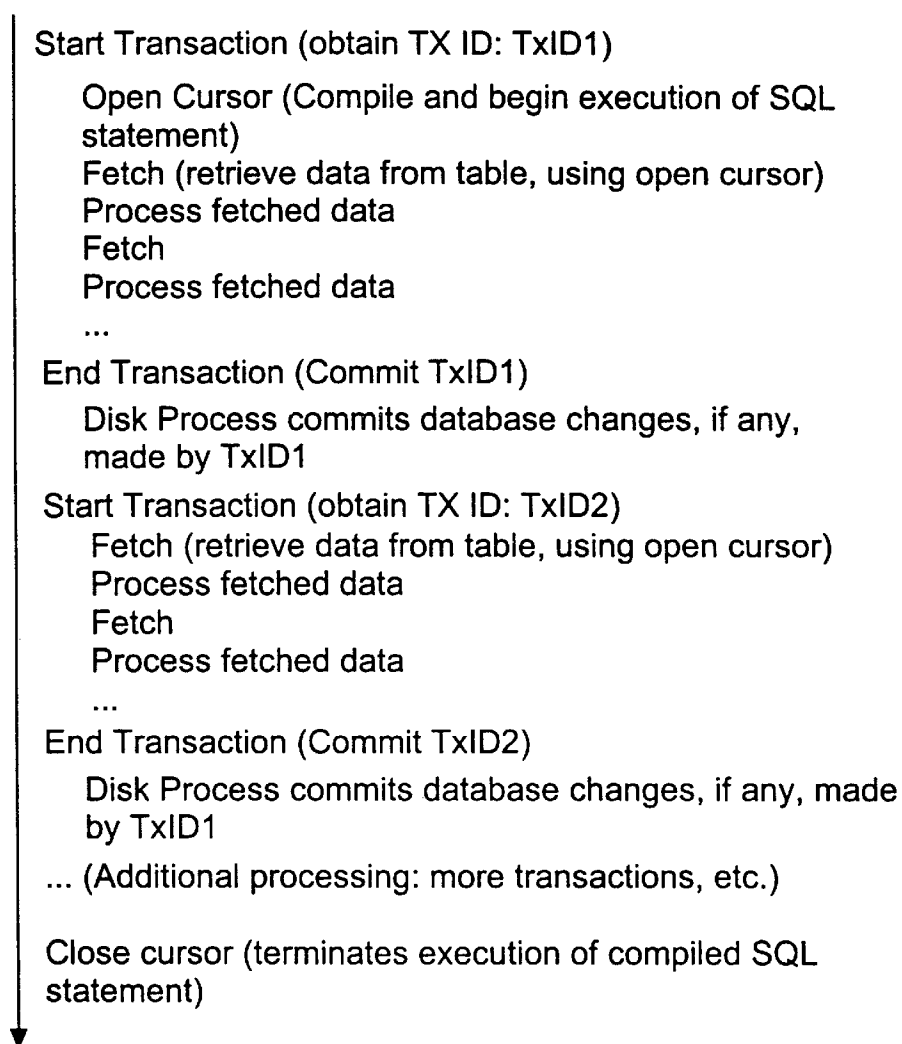 Start Transaction (obtain TX ID: TxID1)
Open Cursor (Compile and begin execution of SQL
statement)
Fetch (retrieve data from table, using open cursor)
Process fetched data
Fetch
Process fetched data
...
End Transaction (Commit TxID1)
Disk Process commits database changes, if any,
made by TxID1
Start Transaction (obtain TX ID: TxID2)
Fetch (retrieve data from table, using open cursor)
Process fetched data
Fetch
Process fetched data
...
End Transaction (Commit TxID2)
Disk Process commits database changes, if any, made
by TxID1
... (Additional processing: more transactions, etc.)
Close cursor (terminates execution of compiled SQL
statement)